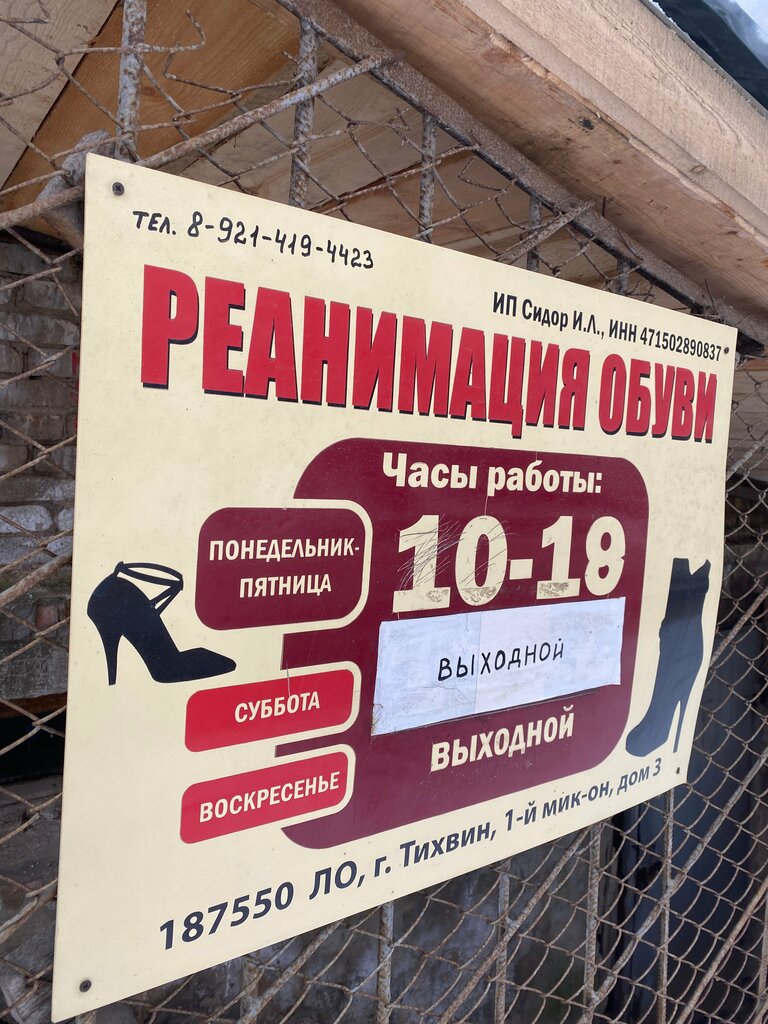 тел. 8-921-419-4423
ИП Сидор И.Л., ИНН 471502890837
РЕАНИМАЦИЯ ОБУВИ
Часы работы:
ПОНЕДЕЛЬНИК-
ПЯТНИЦА
10-18
СУББОТА
ВЫХОДНОЙ
ВОСКРЕСЕНЬЕ
ВЫХОДНОЙ
187550 ЛО, г. Тихвин, 1-й мик-он, дом 3